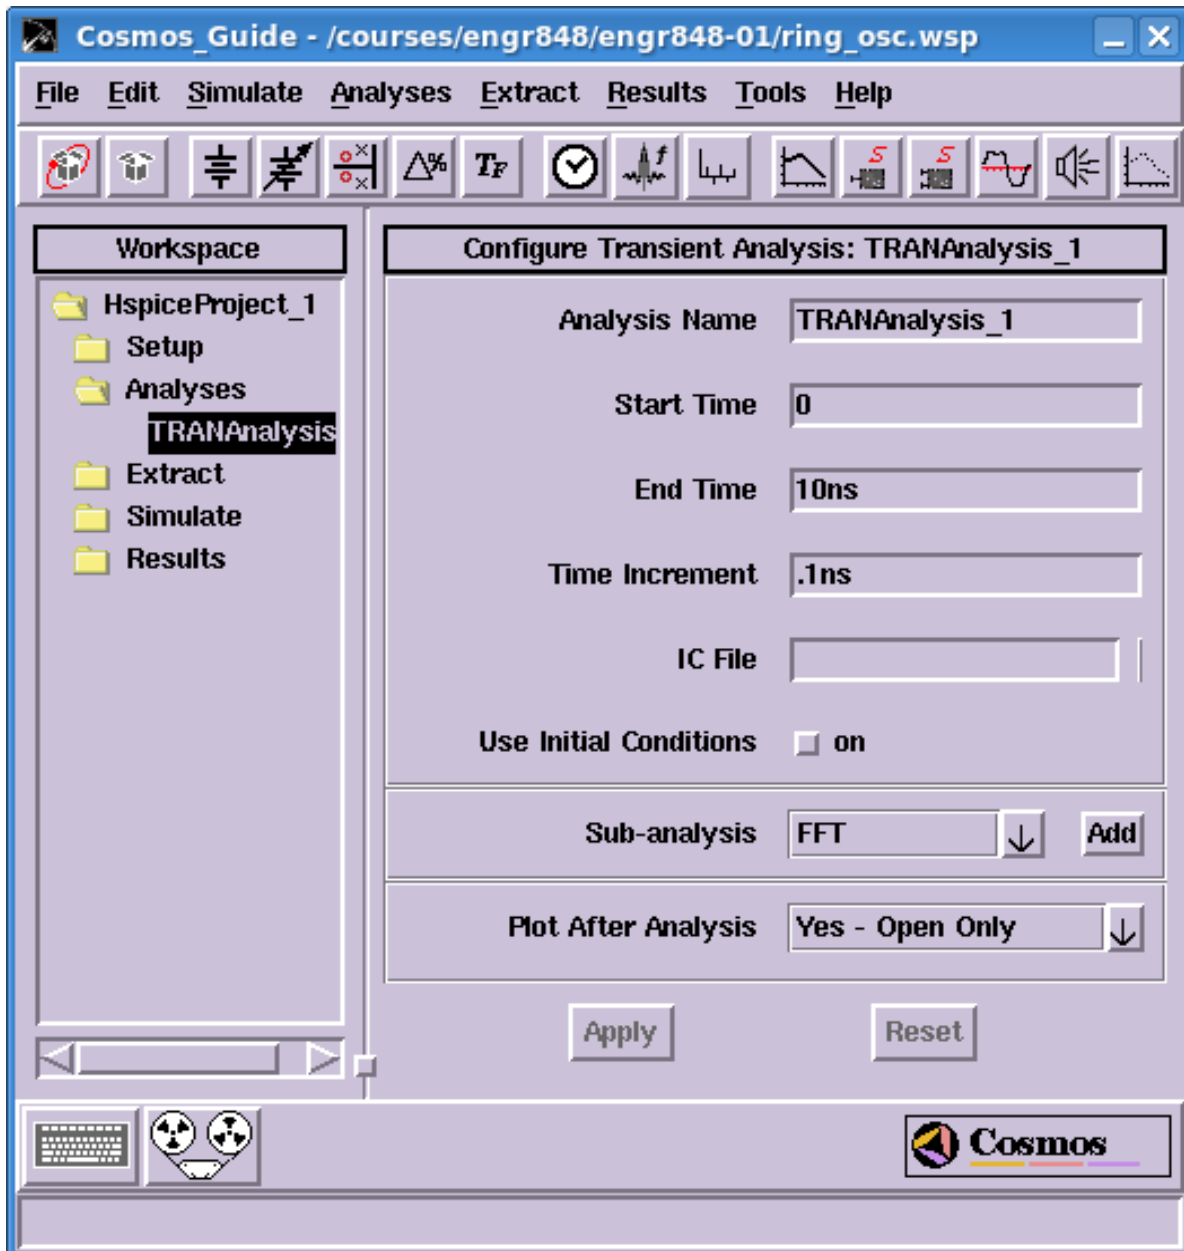 Cosmos_Guide - /courses/engr848/engr848-01/ring_osc.wsp
File Edit Simulate Analyses Extract Results Tools Help
Δ% TF f S S
Workspace
HspiceProject_1
Setup
Analyses
TRANAnalysis
Extract
Simulate
Results
Configure Transient Analysis: TRANAnalysis_1
Analysis Name TRANAnalysis_1
Start Time 0
End Time 10ns
Time Increment .1ns
IC File
Use Initial Conditions on
Sub-analysis FFT Add
Plot After Analysis Yes - Open Only
Apply Reset
Cosmos